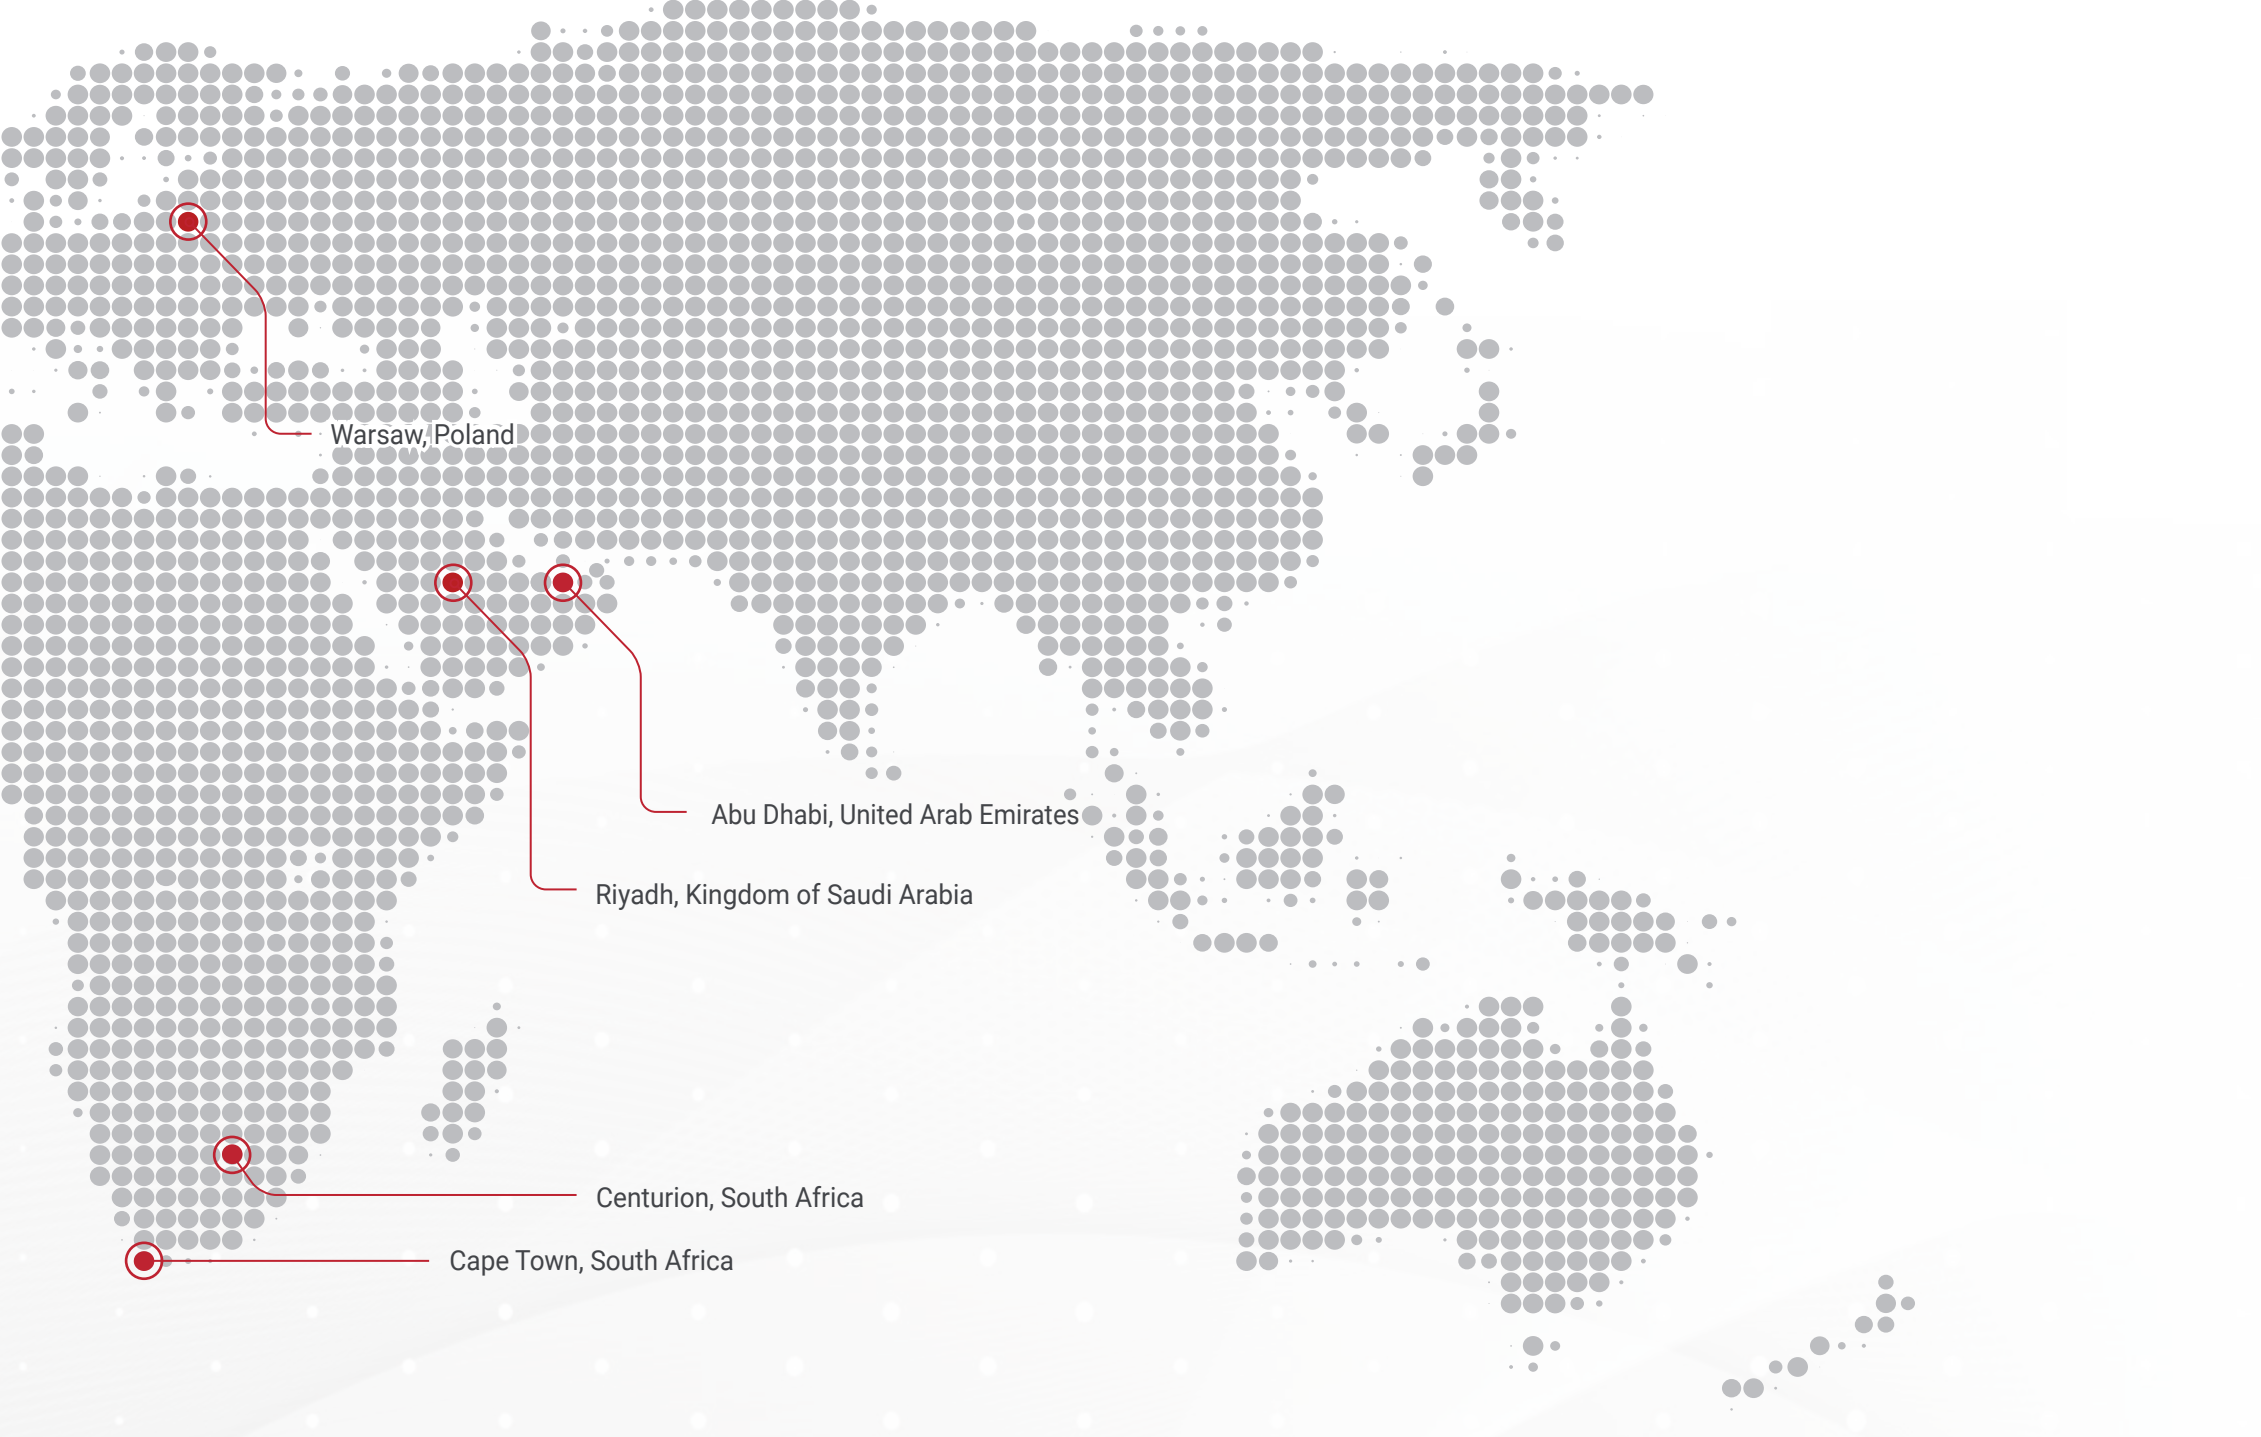 Warsaw, Poland
Abu Dhabi, United Arab Emirates
Riyadh, Kingdom of Saudi Arabia
Centurion, South Africa
Cape Town, South Africa